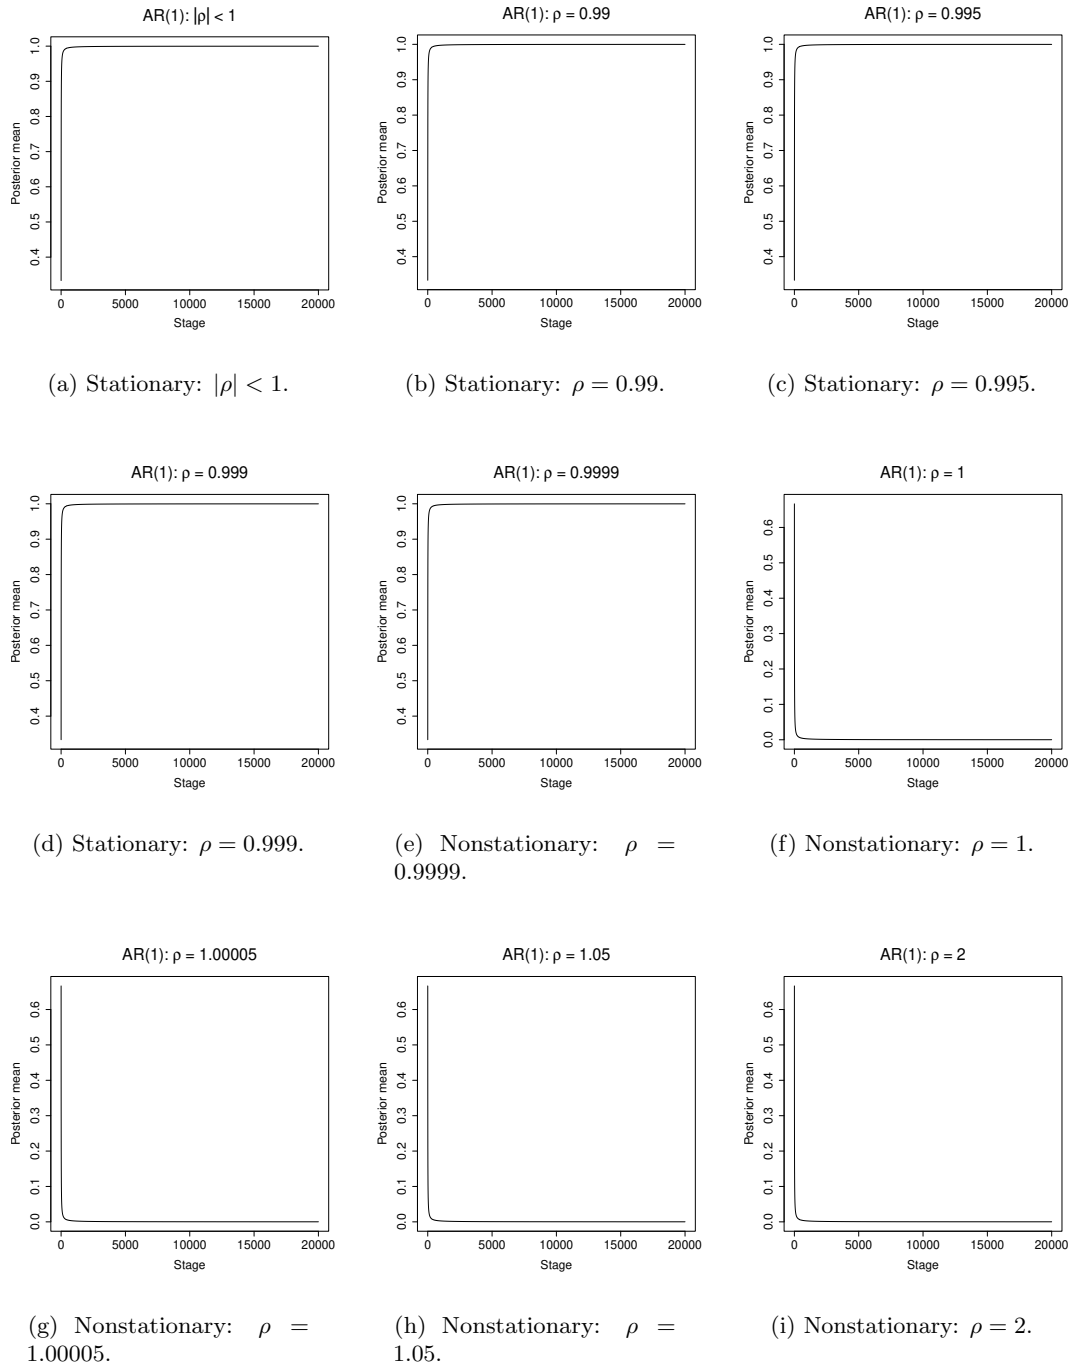 AR(1): |ρ| < 1
AR(1): ρ = 0.99
AR(1): ρ = 0.995
Posterior mean
0.4 0.5 0.6 0.7 0.8 0.9 1.0
0 5000 10000 15000 20000
Stage
Posterior mean
0.4 0.5 0.6 0.7 0.8 0.9 1.0
0 5000 10000 15000 20000
Stage
Posterior mean
0.4 0.5 0.6 0.7 0.8 0.9 1.0
0 5000 10000 15000 20000
Stage
(a) Stationary: |ρ| < 1.
(b) Stationary: ρ = 0.99.
(c) Stationary: ρ = 0.995.
AR(1): ρ = 0.999
AR(1): ρ = 0.9999
AR(1): ρ = 1
Posterior mean
0.4 0.5 0.6 0.7 0.8 0.9 1.0
0 5000 10000 15000 20000
Stage
Posterior mean
0.4 0.5 0.6 0.7 0.8 0.9 1.0
0 5000 10000 15000 20000
Stage
Posterior mean
0.0 0.1 0.2 0.3 0.4 0.5 0.6
0 5000 10000 15000 20000
Stage
(d) Stationary: ρ = 0.999.
(e) Nonstationary: ρ =
0.9999.
(f) Nonstationary: ρ = 1.
AR(1): ρ = 1.00005
AR(1): ρ = 1.05
AR(1): ρ = 2
Posterior mean
0.0 0.1 0.2 0.3 0.4 0.5 0.6
0 5000 10000 15000 20000
Stage
Posterior mean
0.0 0.1 0.2 0.3 0.4 0.5 0.6
0 5000 10000 15000 20000
Stage
Posterior mean
0.0 0.1 0.2 0.3 0.4 0.5 0.6
0 5000 10000 15000 20000
Stage
(g) Nonstationary: ρ =
1.00005.
(h) Nonstationary: ρ =
1.05.
(i) Nonstationary: ρ = 2.